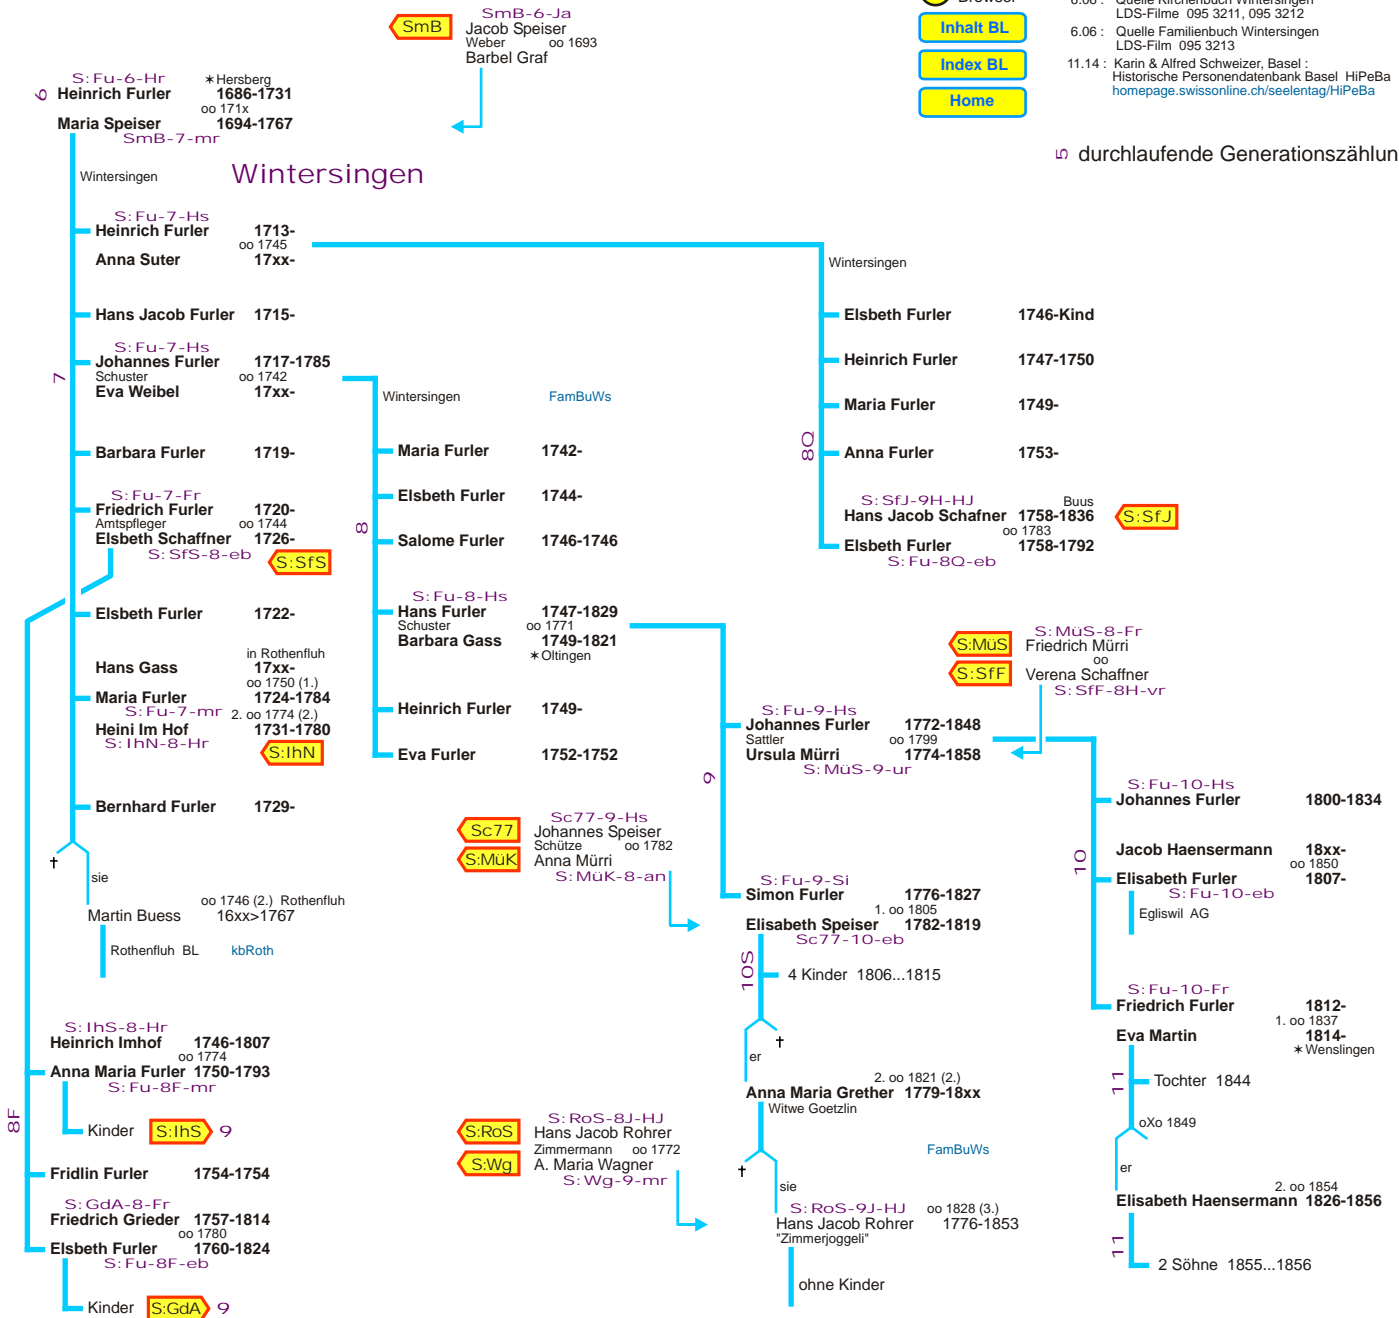 SmB
SmB-6-Ja
Jacob Speiser
Weber oo 1693
Barbel Graf
Browser
Inhalt BL
Index BL
Home
6.06 : Quelle Kirchenbuch Wintersingen
LDS-Filme 095 3211, 095 3212
6.06 : Quelle Familienbuch Wintersingen
LDS-Film 095 3213
11.14 : Karin & Alfred Schweizer, Basel :
Historische Personendatenbank Basel HiPeBa
homepage.swissonline.ch/seelentag/HiPeBa
5 durchlaufende Generationszählun
S:Fu-6-Hr ✶Hersberg
6 Heinrich Furler 1686-1731
oo 171x
Maria Speiser 1694-1767
SmB-7-mr
Wintersingen
Wintersingen
7
S:Fu-7-Hs
Heinrich Furler 1713-
oo 1745
Anna Suter 17xx-
Hans Jacob Furler 1715-
S:Fu-7-Hs
Johannes Furler 1717-1785
Schuster oo 1742
Eva Weibel 17xx-
Barbara Furler 1719-
S:Fu-7-Fr
Friedrich Furler 1720-
Amtspfleger oo 1744
Elsbeth Schaffner 1726-
S:SfS-8-eb
S:SfS
Elsbeth Furler 1722-
in Rothenfluh
Hans Gass 17xx-
oo 1750 (1.)
Maria Furler 1724-1784
S:Fu-7-mr 2. oo 1774 (2.)
Heini Im Hof 1731-1780
S:IhN-8-Hr
S:IhN
Bernhard Furler 1729-
†
sie
oo 1746 (2.) Rothenfluh
Martin Buess 16xx>1767
Rothenfluh BL kbRoth
8F
S:IhS-8-Hr
Heinrich Imhof 1746-1807
oo 1774
Anna Maria Furler 1750-1793
S:Fu-8F-mr
Kinder S:IhS 9
Fridlin Furler 1754-1754
S:GdA-8-Fr
Friedrich Grieder 1757-1814
oo 1780
Elsbeth Furler 1760-1824
S:Fu-8F-eb
Kinder S:GdA 9
Wintersingen FamBuWs
8
Maria Furler 1742-
Elsbeth Furler 1744-
Salome Furler 1746-1746
S:Fu-8-Hs
Hans Furler 1747-1829
Schuster oo 1771
Barbara Gass 1749-1821
✶Oltingen
Heinrich Furler 1749-
Eva Furler 1752-1752
Wintersingen
8Q
Elsbeth Furler 1746-Kind
Heinrich Furler 1747-1750
Maria Furler 1749-
Anna Furler 1753-
S:SfJ-9H-HJ Buus
Hans Jacob Schafner 1758-1836
S:SfJ
oo 1783
Elsbeth Furler 1758-1792
S:Fu-8Q-eb
S:MüS
S:SfF
S:MüS-8-Fr
Friedrich Mürri
oo
Verena Schaffner
S:SfF-8H-vr
9
S:Fu-9-Hs
Johannes Furler 1772-1848
Sattler oo 1799
Ursula Mürri 1774-1858
S:MüS-9-ur
Sc77
S:MüK
Sc77-9-Hs
Johannes Speiser
Schütze oo 1782
Anna Mürri
S:MüK-8-an
S:Fu-9-Si
Simon Furler 1776-1827
1. oo 1805
Elisabeth Speiser 1782-1819
Sc77-10-eb
10S
4 Kinder 1806...1815
†
er
2. oo 1821 (2.)
Anna Maria Grether 1779-18xx
Witwe Goetzlin
S:RoS
S:Wg
S:RoS-8J-HJ
Hans Jacob Rohrer
Zimmermann oo 1772
A. Maria Wagner
S:Wg-9-mr
FamBuWs
†
sie
S:RoS-9J-HJ oo 1828 (3.)
Hans Jacob Rohrer 1776-1853
"Zimmerjoggeli"
ohne Kinder
10
S:Fu-10-Hs
Johannes Furler 1800-1834
Jacob Haensermann 18xx-
oo 1850
Elisabeth Furler 1807-
S:Fu-10-eb
Egliswil AG
S:Fu-10-Fr
Friedrich Furler 1812-
1. oo 1837
Eva Martin 1814-
✶Wenslingen
11
Tochter 1844
oXo 1849
er
2. oo 1854
Elisabeth Haensermann 1826-1856
11
2 Söhne 1855...1856